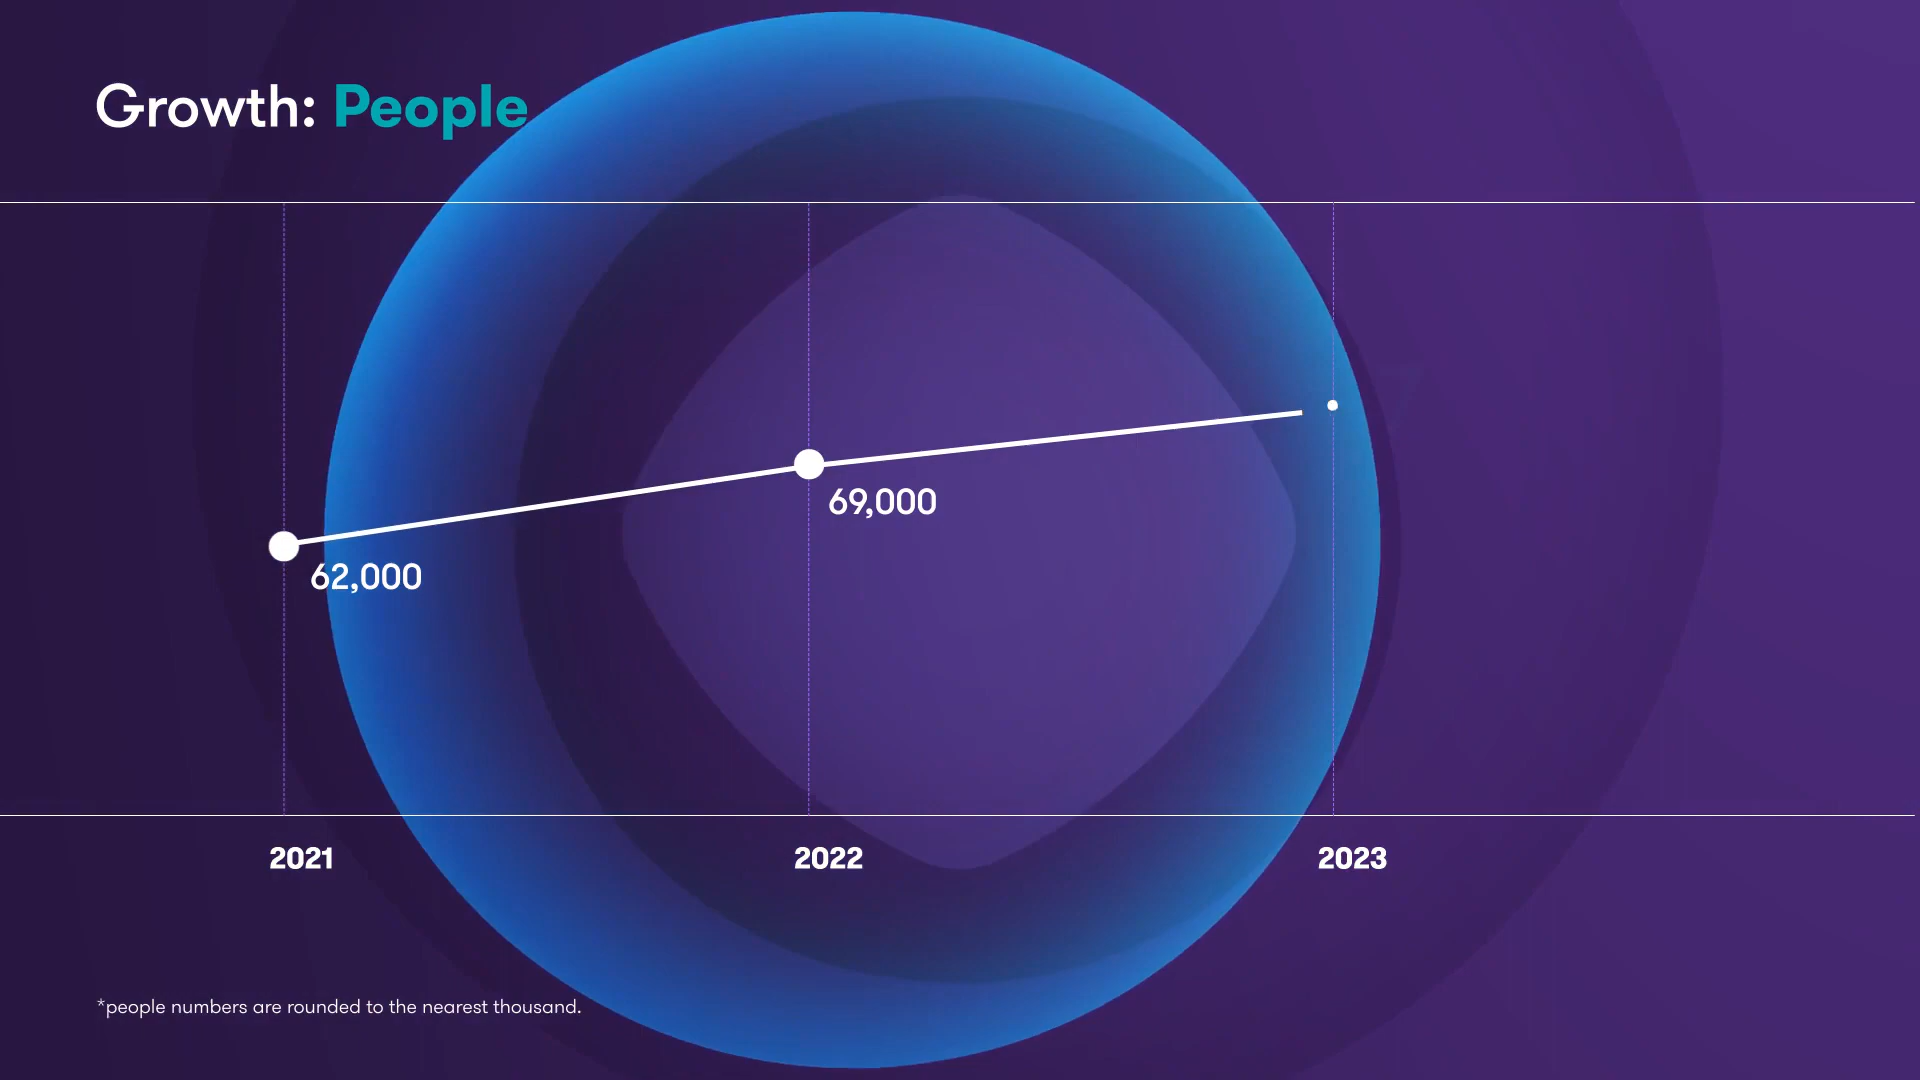 Growth: People
69,000
62,000
2021 2022 2023
*people numbers are rounded to the nearest thousand.